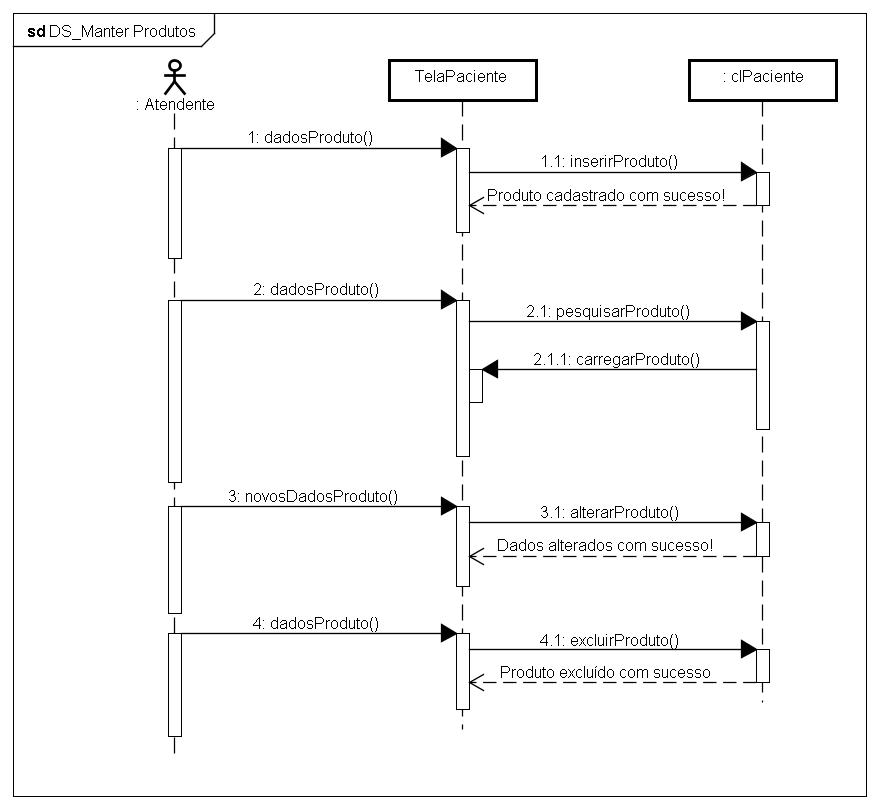 sd DS_Manter Produtos
: Atendente
TelaPaciente
: clPaciente
1: dadosProduto()
1.1: inserirProduto()
Produto cadastrado com sucesso!
2: dadosProduto()
2.1: pesquisarProduto()
2.1.1: carregarProduto()
3: novosDadosProduto()
3.1: alterarProduto()
Dados alterados com sucesso!
4: dadosProduto()
4.1: excluirProduto()
Produto excluído com sucesso